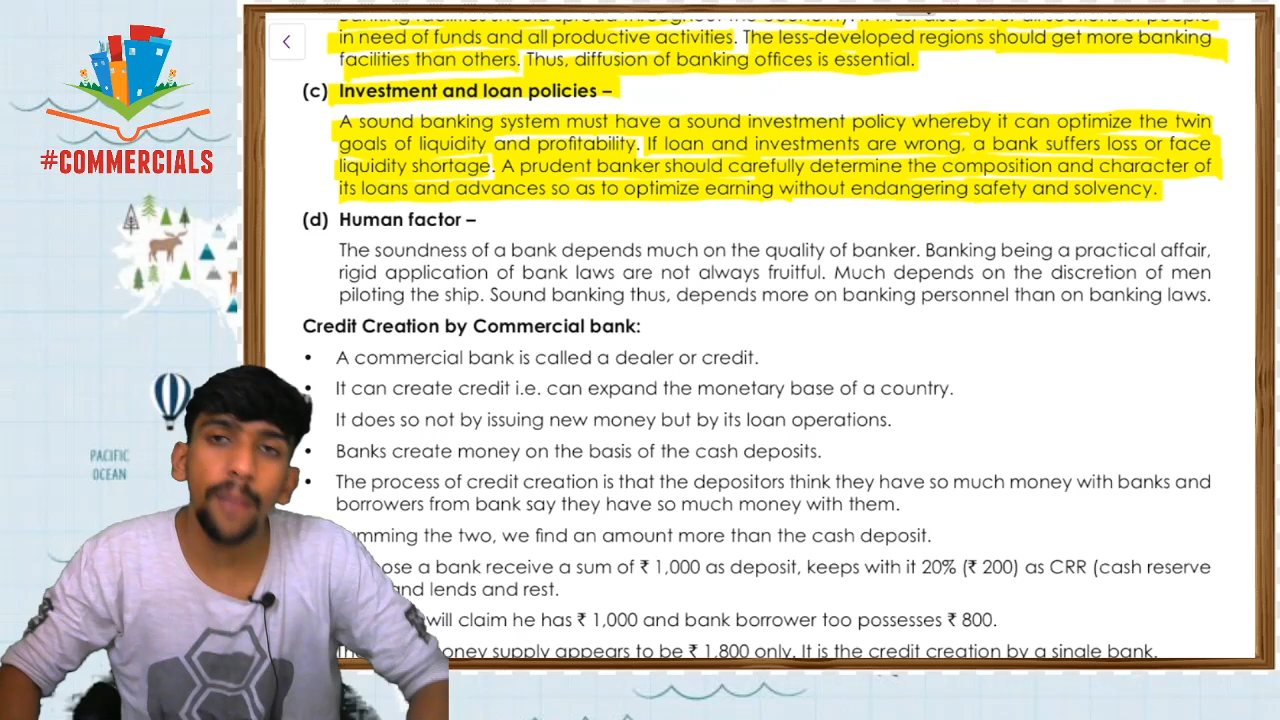 #COMMERCIALS
PACIFIC
OCEAN
in need of funds and all productive activities. The less-developed regions should get more banking
facilities than others. Thus, diffusion of banking offices is essential.
(c) Investment and loan policies –
A sound banking system must have a sound investment policy whereby it can optimize the twin
goals of liquidity and profitability. If loan and investments are wrong, a bank suffers loss or face
liquidity shortage. A prudent banker should carefully determine the composition and character of
its loans and advances so as to optimize earning without endangering safety and solvency.
(d) Human factor –
The soundness of a bank depends much on the quality of banker. Banking being a practical affair,
rigid application of bank laws are not always fruitful. Much depends on the discretion of men
piloting the ship. Sound banking thus, depends more on banking personnel than on banking laws.
Credit Creation by Commercial bank:
• A commercial bank is called a dealer or credit.
• It can create credit i.e. can expand the monetary base of a country.
It does so not by issuing new money but by its loan operations.
• Banks create money on the basis of the cash deposits.
• The process of credit creation is that the depositors think they have so much money with banks and
borrowers from bank say they have so much money with them.
the two, we find an amount more than the cash deposit.
a bank receive a sum of ₹ 1,000 as deposit, keeps with it 20% (₹ 200) as CRR (cash reserve
and lends and rest.
will claim he has ₹ 1,000 and bank borrower too possesses ₹ 800.
supply appears to be ₹ 1,800 only. It is the credit creation by a single bank.